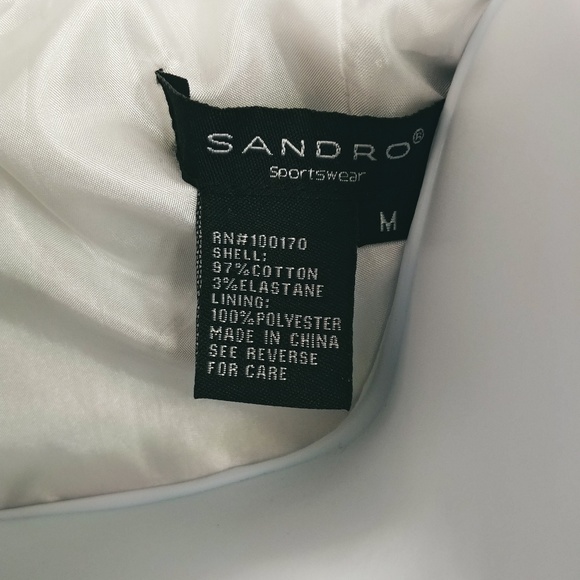 SANDRO®
Sportswear
M
RN#100170
SHELL:
97%COTTON
3%ELASTANE
LINING:
100%POLYESTER
MADE IN CHINA
SEE REVERSE
FOR CARE